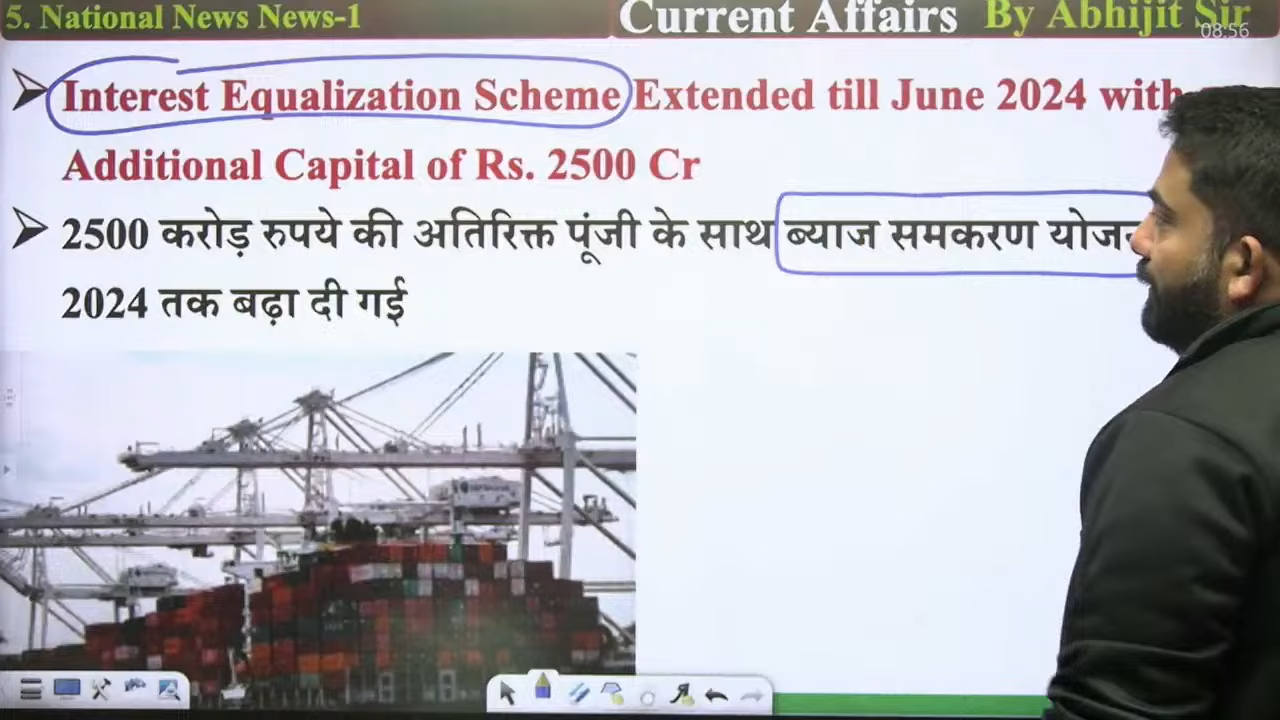 5. National News News-1
Current Affairs
By Abhijit Sir
08:56
Interest Equalization Scheme Extended till June 2024 with
Additional Capital of Rs. 2500 Cr
2500 करोड़ रुपये की अतिरिक्त पूंजी के साथ ब्याज समकरण
2024 तक बढ़ा दी गई